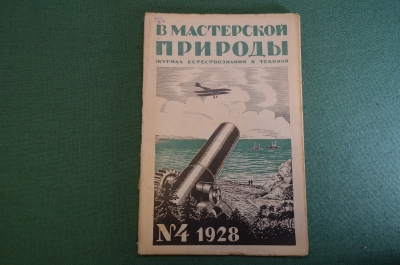 В МАСТЕРСКОЙ
ПРИРОДЫ
ЖУРНАЛ ЕСТЕСТВОЗНАНИЯ И ТЕХНИКИ
№4 1928